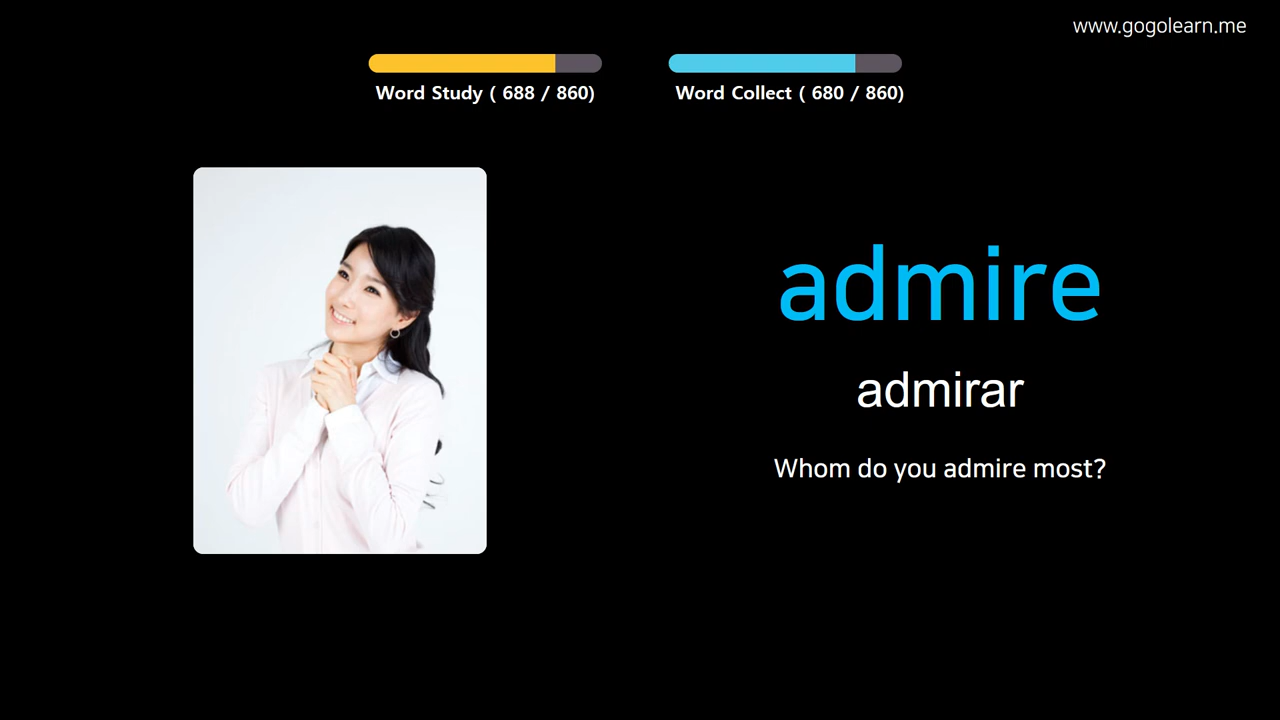 www.gogolearn.me
Word Study ( 688 / 860)
Word Collect ( 680 / 860)
admire
admirar
Whom do you admire most?